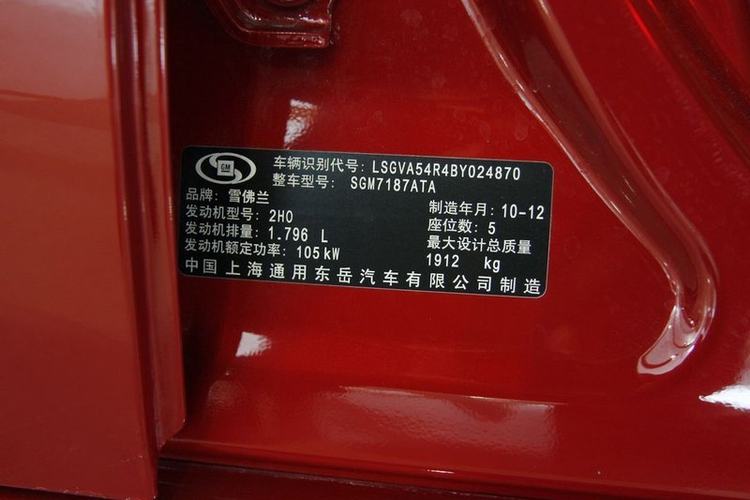 GM
车辆识别代号: LSGVA54R4BY024870
整车型号: SGM7187ATA
品牌: 雪佛兰
制造年月: 10-12
发动机型号: 2H0
座位数: 5
发动机排量: 1.796 L
最大设计总质量
发动机额定功率: 105kW
1912 kg
中国上海通用东岳汽车有限公司制造